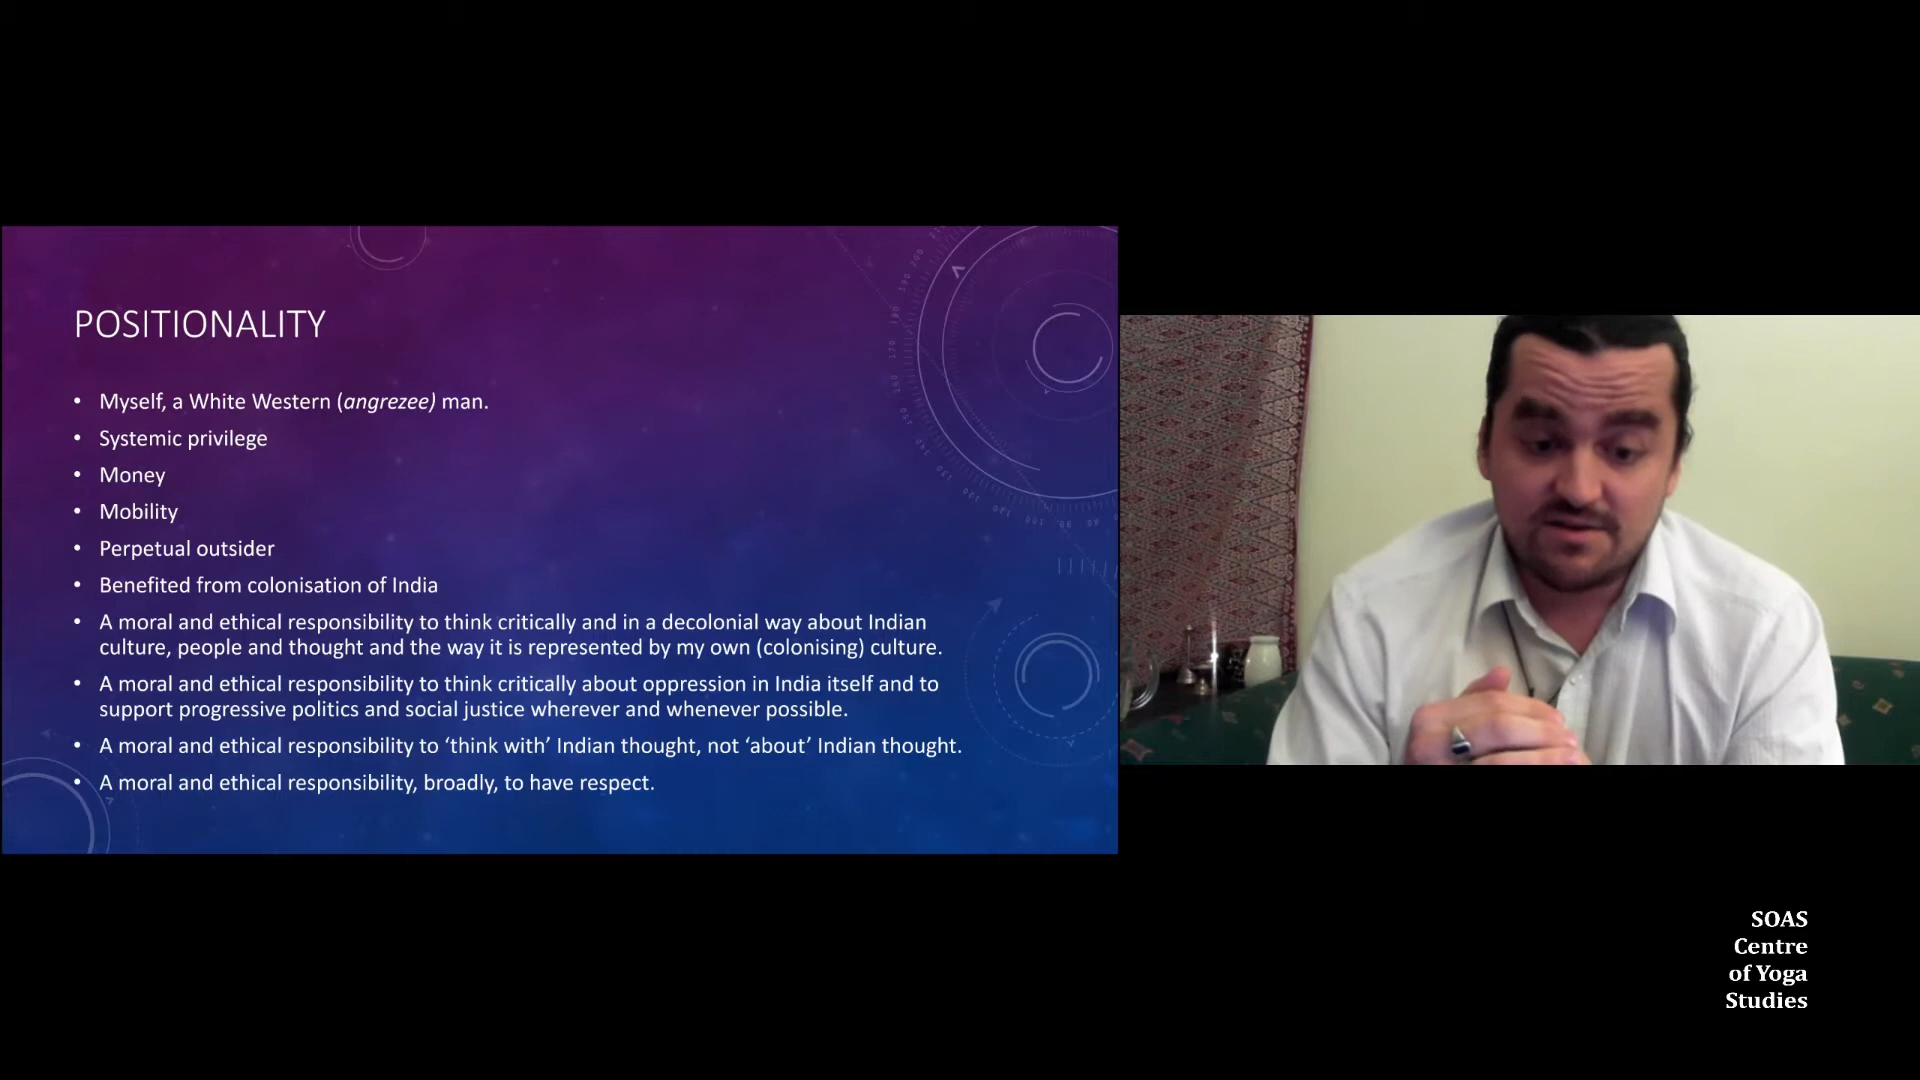 POSITIONALITY
• Myself, a White Western (angrezee) man.
• Systemic privilege
• Money
• Mobility
• Perpetual outsider
• Benefited from colonisation of India
• A moral and ethical responsibility to think critically and in a decolonial way about Indian
culture, people and thought and the way it is represented by my own (colonising) culture.
• A moral and ethical responsibility to think critically about oppression in India itself and to
support progressive politics and social justice wherever and whenever possible.
• A moral and ethical responsibility to ‘think with’ Indian thought, not ‘about’ Indian thought.
• A moral and ethical responsibility, broadly, to have respect.
SOAS
Centre
of Yoga
Studies